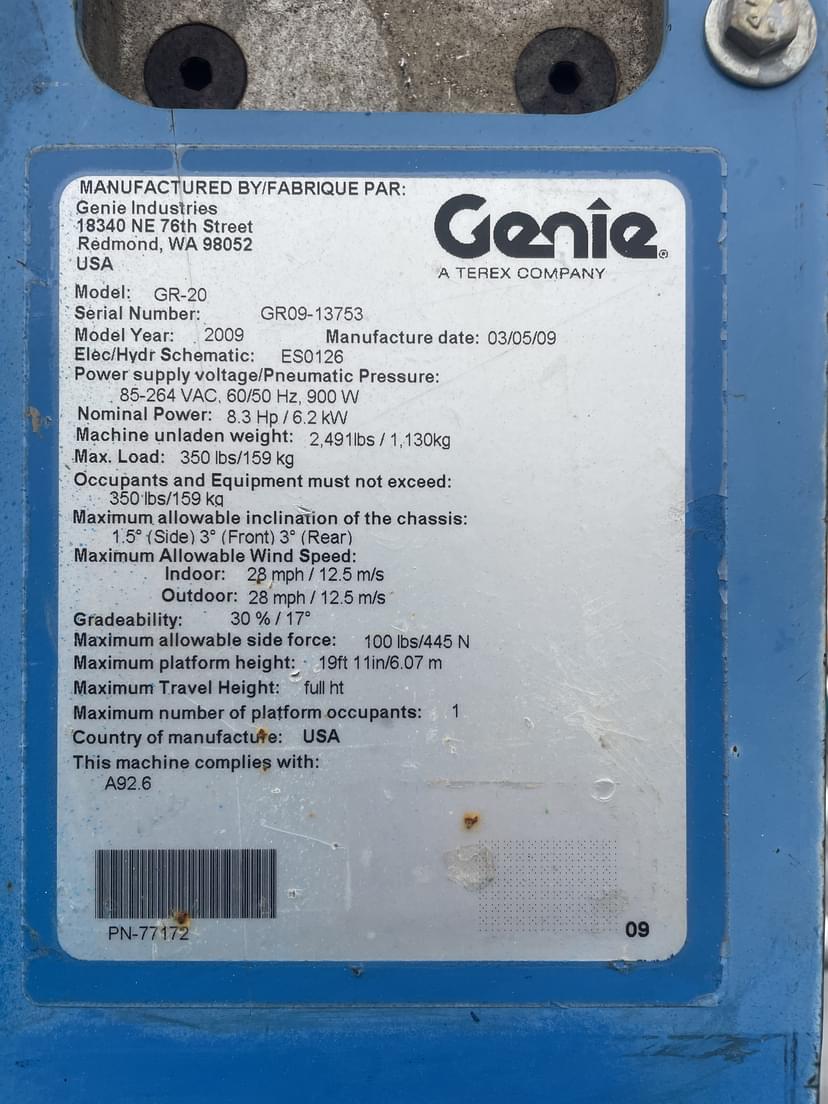 MANUFACTURED BY/FABRIQUE PAR:
Genie Industries
18340 NE 76th Street
Redmond, WA 98052
USA
Genie®
A TEREX COMPANY
Model: GR-20
Serial Number: GR09-13753
Model Year: 2009 Manufacture date: 03/05/09
Elec/Hydr Schematic: ES0126
Power supply voltage/Pneumatic Pressure:
85-264 VAC, 60/50 Hz, 900 W
Nominal Power: 8.3 Hp / 6.2 kW
Machine unladen weight: 2,491lbs / 1,130kg
Max. Load: 350 lbs/159 kg
Occupants and Equipment must not exceed:
350 lbs/159 kg
Maximum allowable inclination of the chassis:
1.5° (Side) 3° (Front) 3° (Rear)
Maximum Allowable Wind Speed:
Indoor: 28 mph / 12.5 m/s
Outdoor: 28 mph / 12.5 m/s
Gradeability: 30 % / 17°
Maximum allowable side force: 100 lbs/445 N
Maximum platform height: 19ft 11in/6.07 m
Maximum Travel Height: full ht
Maximum number of platform occupants: 1
Country of manufacture: USA
This machine complies with:
A92.6
PN-77172
09